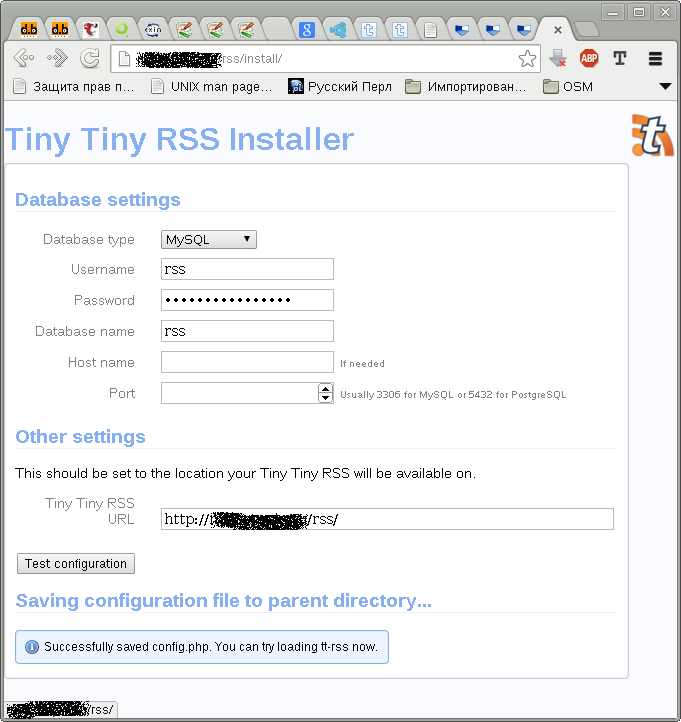 rss/install/
Защита прав п...
UNIX man page...
Русский Перл
Импортирован...
OSM
Tiny Tiny RSS Installer
Database settings
Database type MySQL
Username rss
Password ••••••••••••••••
Database name rss
Host name If needed
Port Usually 3306 for MySQL or 5432 for PostgreSQL
Other settings
This should be set to the location your Tiny Tiny RSS will be available on.
Tiny Tiny RSS
URL
http:// /rss/
Test configuration
Saving configuration file to parent directory...
Successfully saved config.php. You can try loading tt-rss now.
/rss/